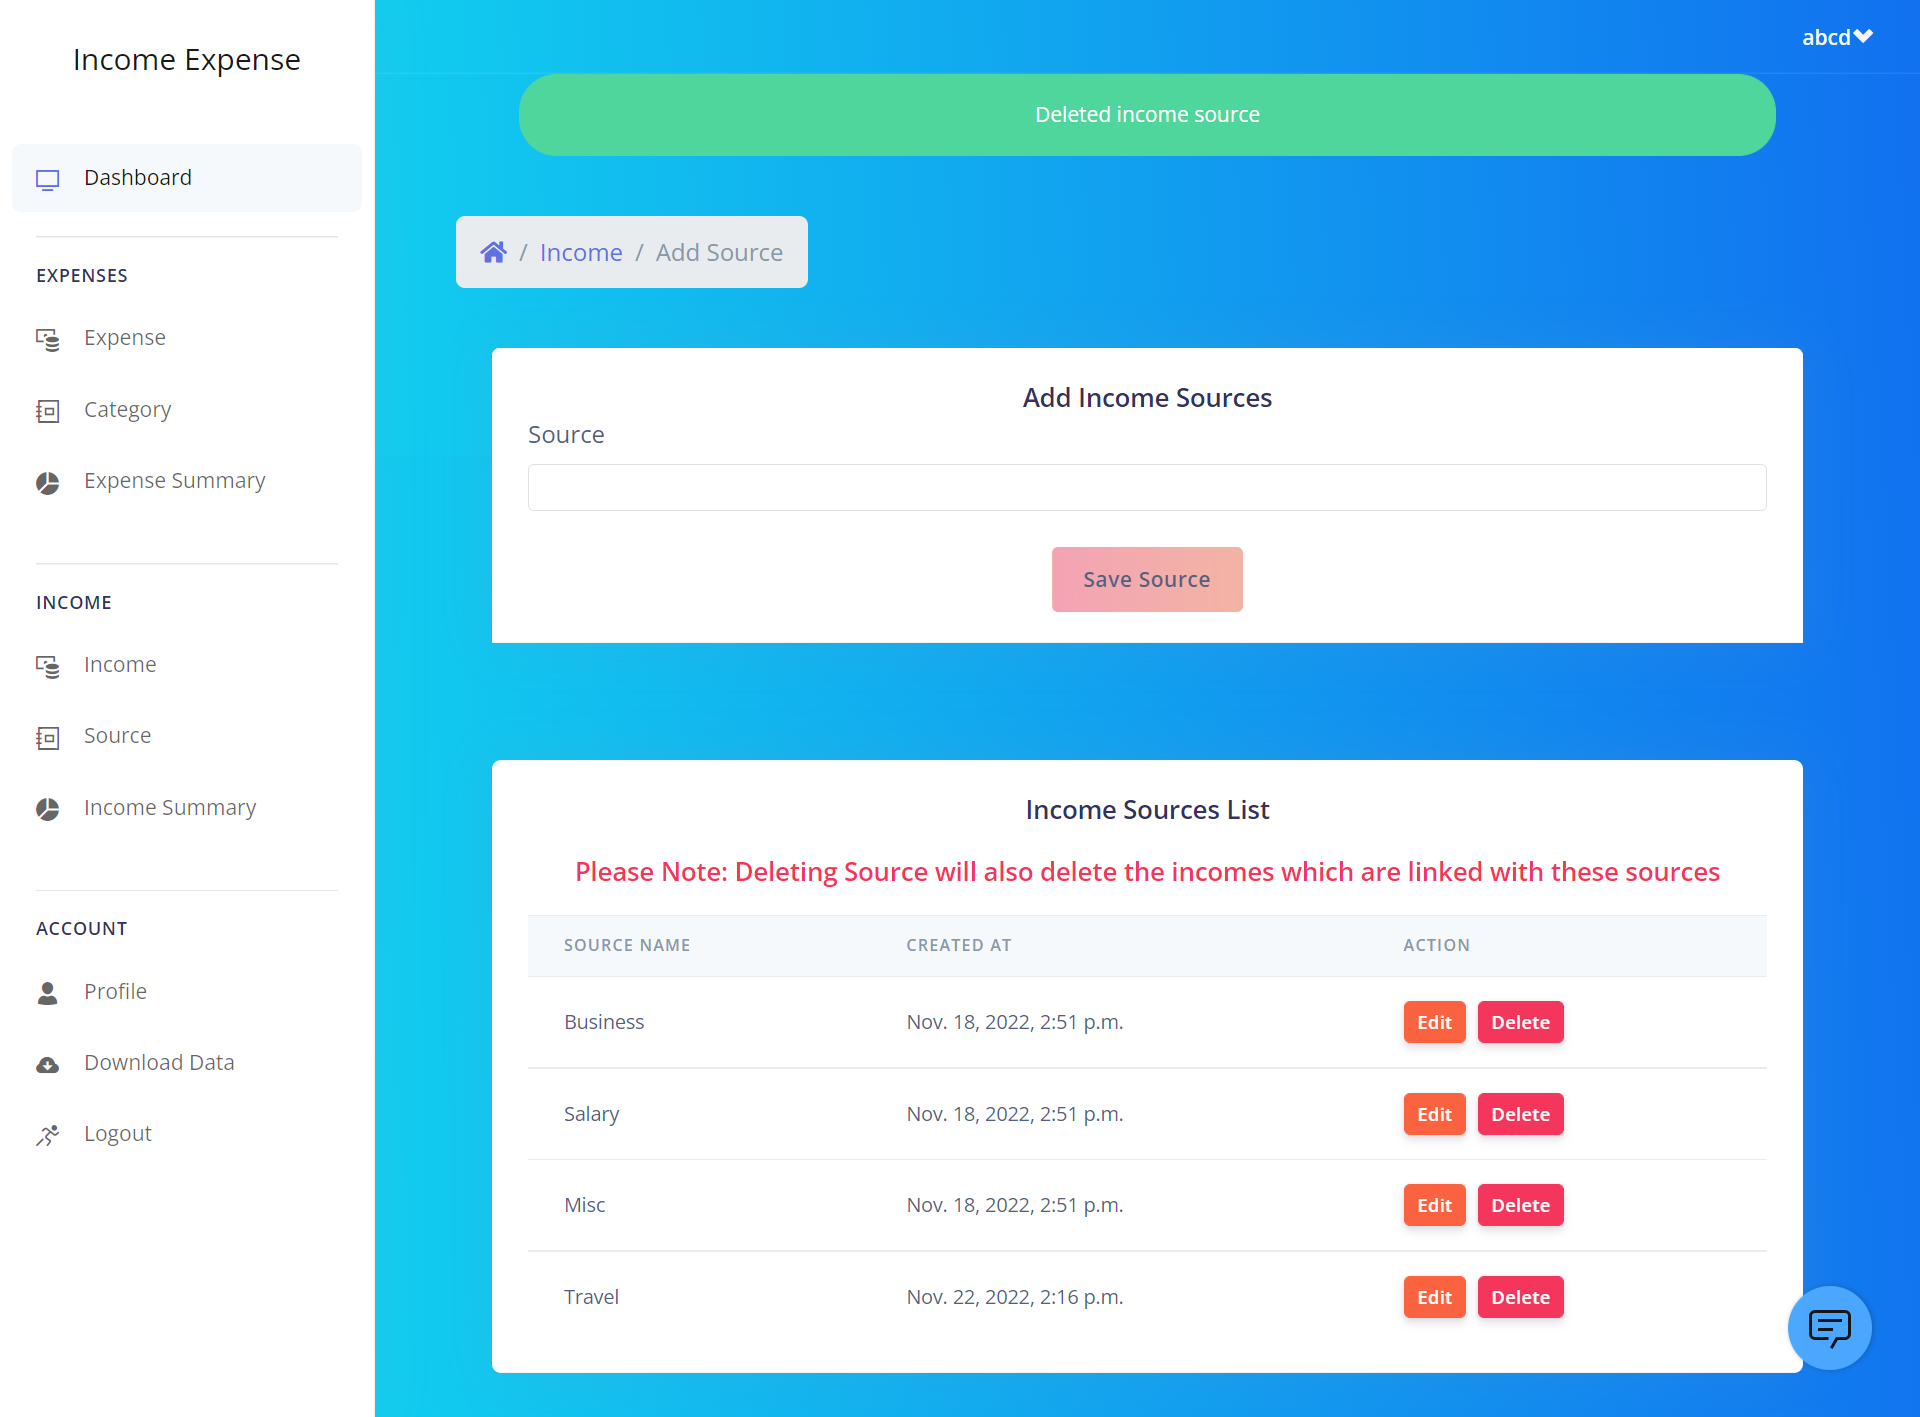 Income Expense
Dashboard
EXPENSES
Expense
Category
Expense Summary
INCOME
Income
Source
Income Summary
ACCOUNT
Profile
Download Data
Logout
abcd
Deleted income source
/ Income / Add Source
Add Income Sources
Source
Save Source
Income Sources List
Please Note: Deleting Source will also delete the incomes which are linked with these sources
SOURCE NAME CREATED AT ACTION
Business Nov. 18, 2022, 2:51 p.m. Edit Delete
Salary Nov. 18, 2022, 2:51 p.m. Edit Delete
Misc Nov. 18, 2022, 2:51 p.m. Edit Delete
Travel Nov. 22, 2022, 2:16 p.m. Edit Delete